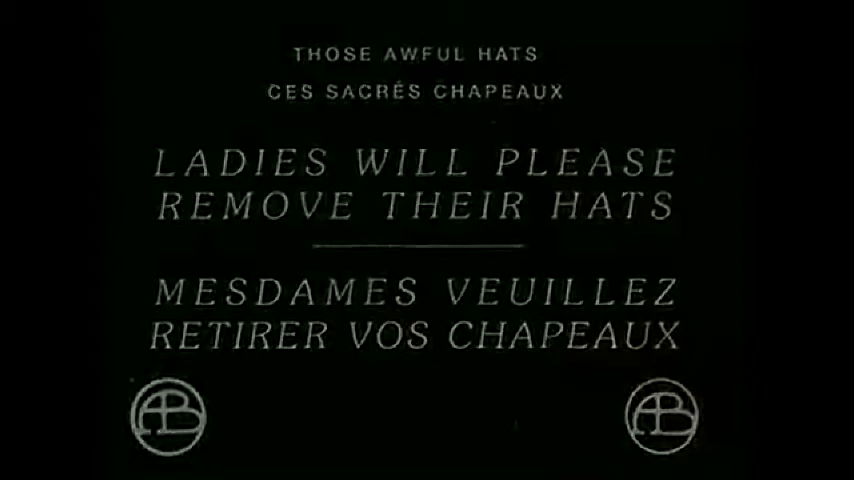 THOSE AWFUL HATS
CES SACRÉS CHAPEAUX
LADIES WILL PLEASE
REMOVE THEIR HATS
MESDAMES VEUILLEZ
RETIRER VOS CHAPEAUX
AB AB